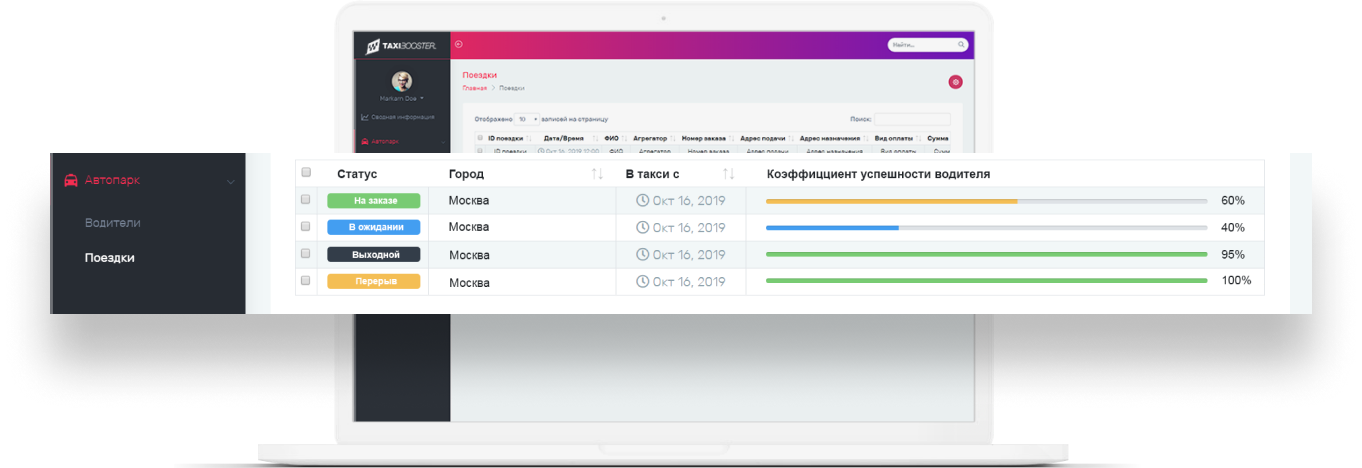 TAXIBOOSTER.
Найти...
Поездки
Markarn Doe
Главная > Поездки
Сводная информация
Отображено 10 записей на страницу
Поиск:
Автопарк
ID поездки Дата/Время ФИО Агрегатор Номер заказа Адрес подачи Адрес назначения Вид оплаты Сумма
ID поездки Окт 16, 2019 12:00 ФИО Агрегатор Номер заказа Адрес подачи Адрес назначения Вид оплаты Сумм
Автопарк
Водители
Поездки
Статус Город В такси с Коэффицциент успешности водителя
На заказе Москва Окт 16, 2019 60%
В ожидании Москва Окт 16, 2019 40%
Выходной Москва Окт 16, 2019 95%
Перерыв Москва Окт 16, 2019 100%